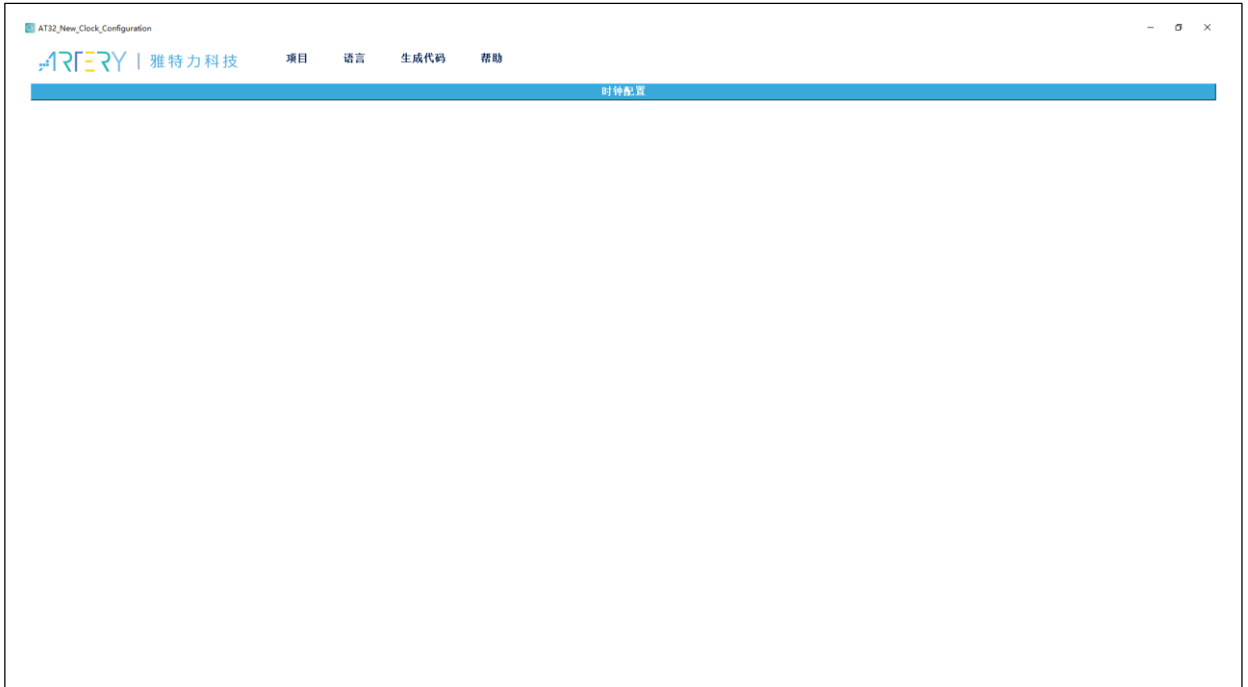 AT32_New_Clock_Configuration
ARTERY | 雅特力科技 项目 语言 生成代码 帮助
时钟配置